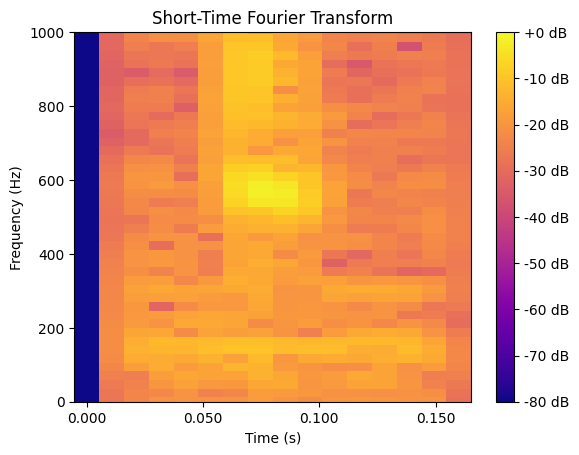 Short-Time Fourier Transform
Frequency (Hz)
1000
800
600
400
200
0
0.000
0.050
0.100
0.150
Time (s)
+0 dB
-10 dB
-20 dB
-30 dB
-40 dB
-50 dB
-60 dB
-70 dB
-80 dB